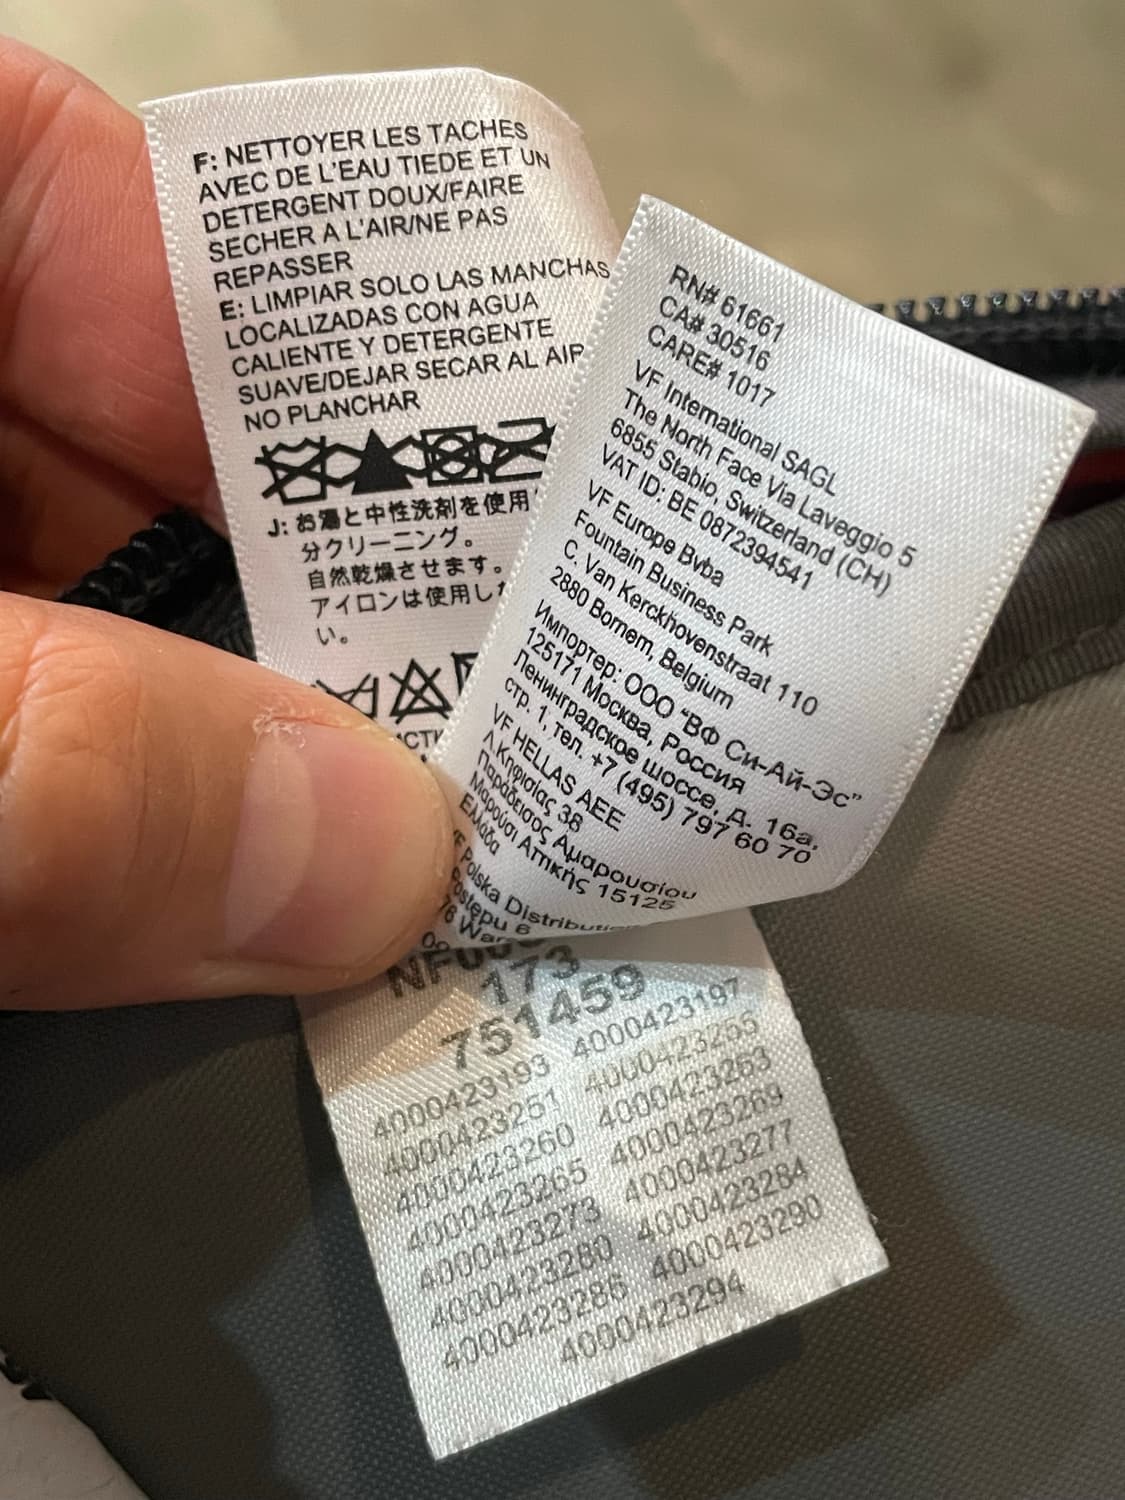 F: NETTOYER LES TACHES
AVEC DE L'EAU TIEDE ET UN
DETERGENT DOUX/FAIRE
SECHER A L'AIR/NE PAS
REPASSER
E: LIMPIAR SOLO LAS MANCHAS
LOCALIZADAS CON AGUA
CALIENTE Y DETERGENTE
SUAVE/DEJAR SECAR AL AIR
NO PLANCHAR
J: お湯と中性洗剤を使用
分クリーニング。
自然乾燥させます。
アイロンは使用し
い。
RN# 61661
CA# 30516
CARE# 1017
VF International SAGL
The North Face Via Laveggio 5
6855 Stabio, Switzerland (CH)
VAT ID: BE 0872394541
VF Europe Bvba
Fountain Business Park
C. Van Kerckhovenstraat 110
2880 Bornem, Belgium
Импортер: ООО "ВФ Си-Ай-Эс"
125171 Москва, Россия
Ленинградское шоссе, д. 16а,
стр. 1, тел. +7 (495) 797 60 70
VF HELLAS AEE
Λ.Κηφισίας 38
Παράδεισος Αμαρουσίου
Μαρούσι Αττικής 15125
Ελλάδα
Polska
Postepu 6
173
751459
4000423193 4000423197
4000423251 4000423255
4000423260 4000423263
4000423265 4000423269
4000423273 4000423277
4000423280 4000423284
4000423286 4000423290
4000423294